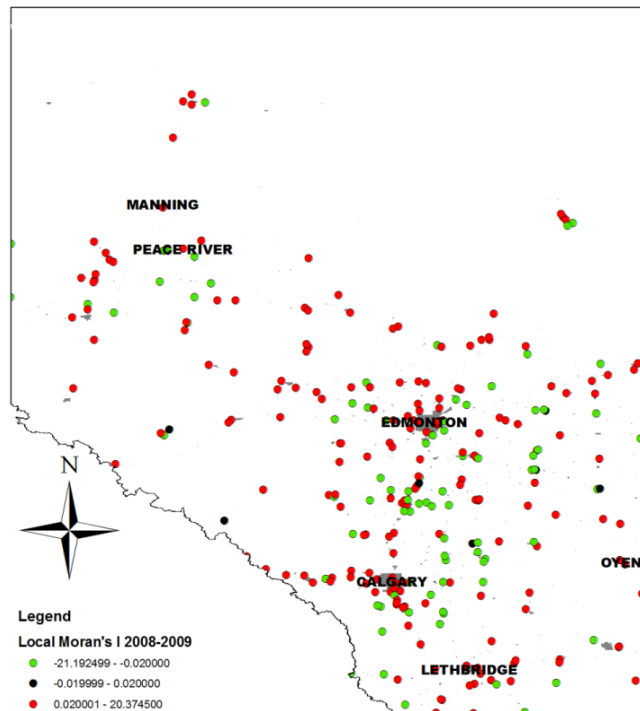 MANNING
PEACE RIVER
EDMONTON
N
OYEN
CALGARY
LETHBRIDGE
Legend
Local Moran's I 2008-2009
-21.192499 - -0.020000
-0.019999 - 0.020000
0.020001 - 20.374500